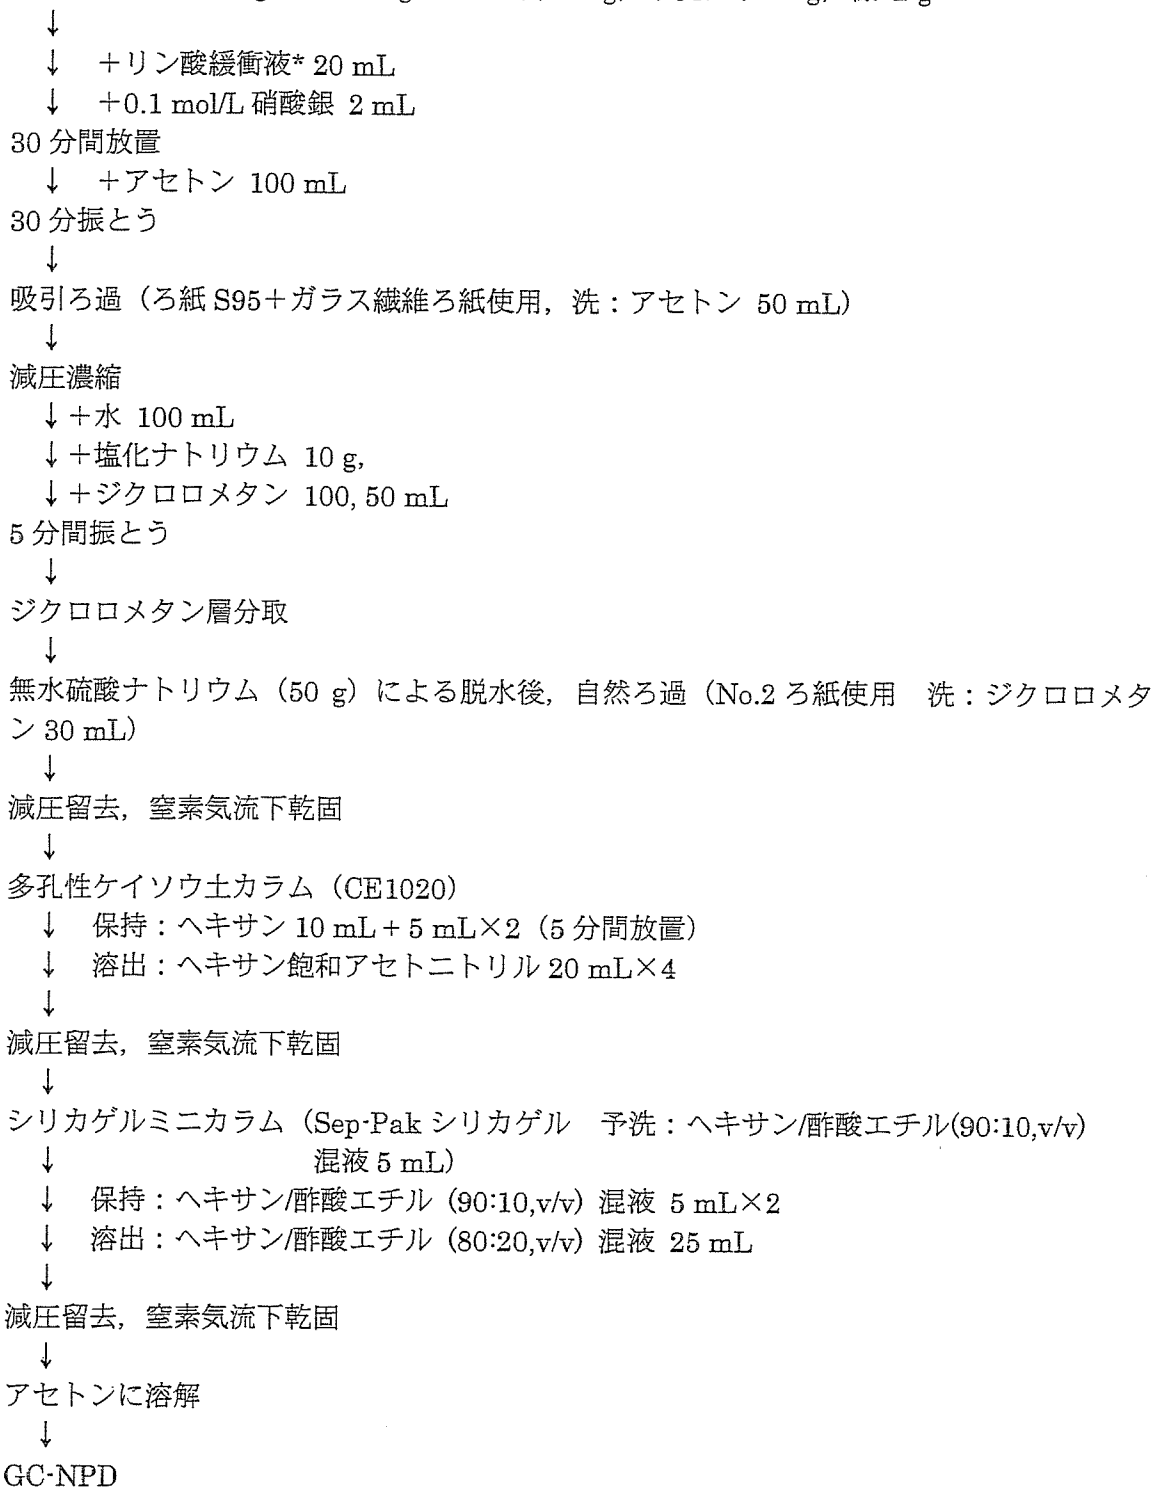 ↓
↓ +リン酸緩衝液* 20 mL
↓ +0.1 mol/L 硝酸銀 2 mL
30 分間放置
↓ +アセトン 100 mL
30 分振とう
↓
吸引ろ過（ろ紙 S95+ガラス繊維ろ紙使用，洗：アセトン 50 mL）
↓
減圧濃縮
↓+水 100 mL
↓+塩化ナトリウム 10 g,
↓+ジクロロメタン 100, 50 mL
5 分間振とう
↓
ジクロロメタン層分取
↓
無水硫酸ナトリウム（50 g）による脱水後，自然ろ過（No.2 ろ紙使用 洗：ジクロロメタ
ン 30 mL）
↓
減圧留去，窒素気流下乾固
↓
多孔性ケイソウ土カラム（CE1020）
↓ 保持：ヘキサン 10 mL+5 mL×2（5 分間放置）
↓ 溶出：ヘキサン飽和アセトニトリル 20 mL×4
↓
減圧留去，窒素気流下乾固
↓
シリカゲルミニカラム（Sep-Pak シリカゲル 予洗：ヘキサン/酢酸エチル(90:10,v/v)
↓ 混液 5 mL）
↓ 保持：ヘキサン/酢酸エチル (90:10,v/v) 混液 5 mL×2
↓ 溶出：ヘキサン/酢酸エチル (80:20,v/v) 混液 25 mL
↓
減圧留去，窒素気流下乾固
↓
アセトンに溶解
↓
GC-NPD